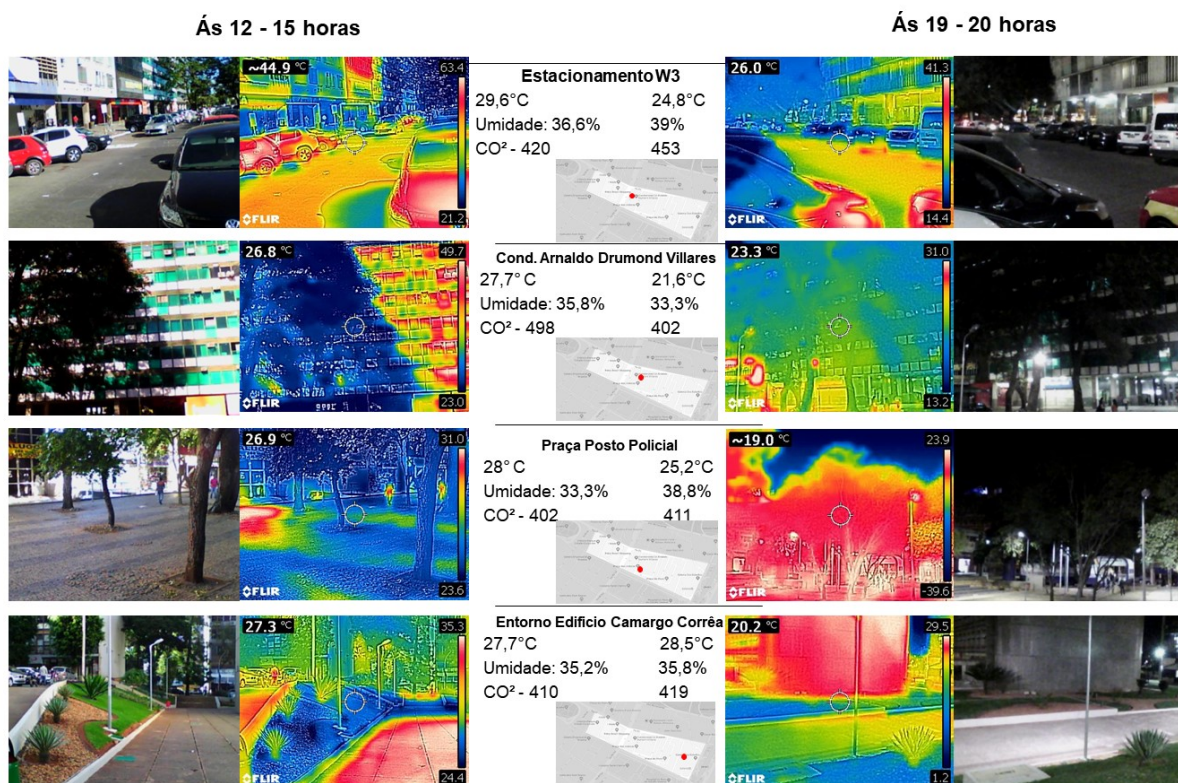 Ás 12 - 15 horas
Ás 19 - 20 horas
~44.9 °C
63.4
21.2
FLIR
Estacionamento W3
29,6°C 24,8°C
Umidade: 36,6% 39%
CO² - 420 453
26.0 °C
41.3
14.4
FLIR
26.8 °C
49.7
23.0
FLIR
Cond. Arnaldo Drumond Villares
27,7° C 21,6°C
Umidade: 35,8% 33,3%
CO² - 498 402
23.3 °C
31.0
13.2
FLIR
26.9 °C
31.0
23.6
FLIR
Praça Posto Policial
28° C 25,2°C
Umidade: 33,3% 38,8%
CO² - 402 411
~19.0 °C
23.9
-39.6
FLIR
27.3 °C
35.3
24.4
FLIR
Entorno Edificio Camargo Corrêa
27,7°C 28,5°C
Umidade: 35,2% 35,8%
CO² - 410 419
20.2 °C
29.5
1.2
FLIR